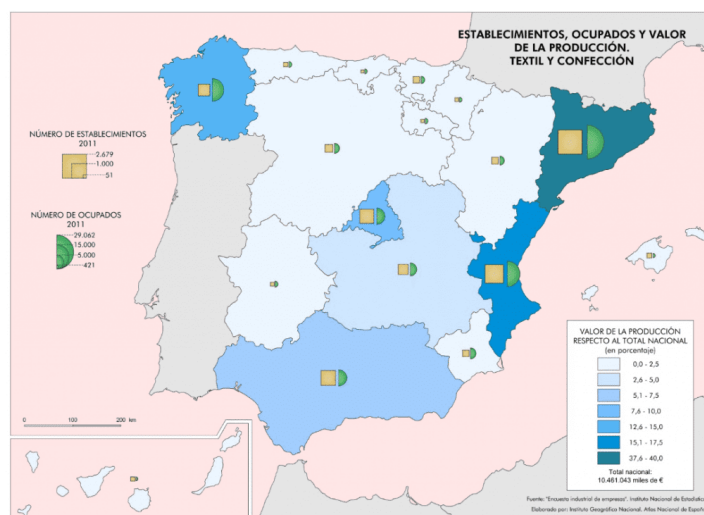 ESTABLECIMIENTOS, OCUPADOS Y VALOR
DE LA PRODUCCIÓN.
TEXTIL Y CONFECCIÓN
NÚMERO DE ESTABLECIMIENTOS
2011
2.679
1.000
51
NÚMERO DE OCUPADOS
2011
29.062
15.000
5.000
421
VALOR DE LA PRODUCCIÓN
RESPECTO AL TOTAL NACIONAL
(en porcentaje)
0,0 - 2,5
2,6 - 5,0
5,1 - 7,5
7,6 - 10,0
12,6 - 15,0
15,1 - 17,5
37,6 - 40,0
Total nacional:
10.461.043 miles de €
0 100 200 km
Fuente: "Encuesta industrial de empresas". Instituto Nacional de Estadística
Elaborado por: Instituto Geográfico Nacional. Atlas Nacional de España